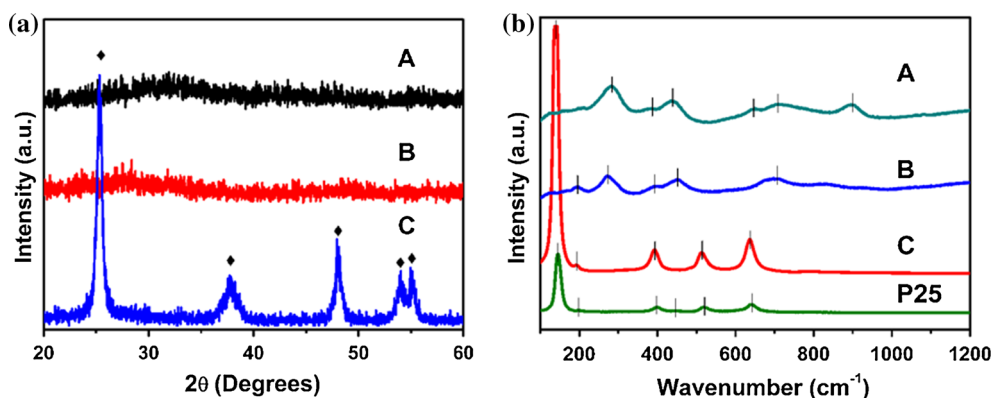 (a)
Intensity (a.u.)
A
B
C
20 30 40 50 60
2θ (Degrees)
(b)
Intensity (a.u.)
A
B
C
P25
200 400 600 800 1000 1200
Wavenumber (cm⁻¹)